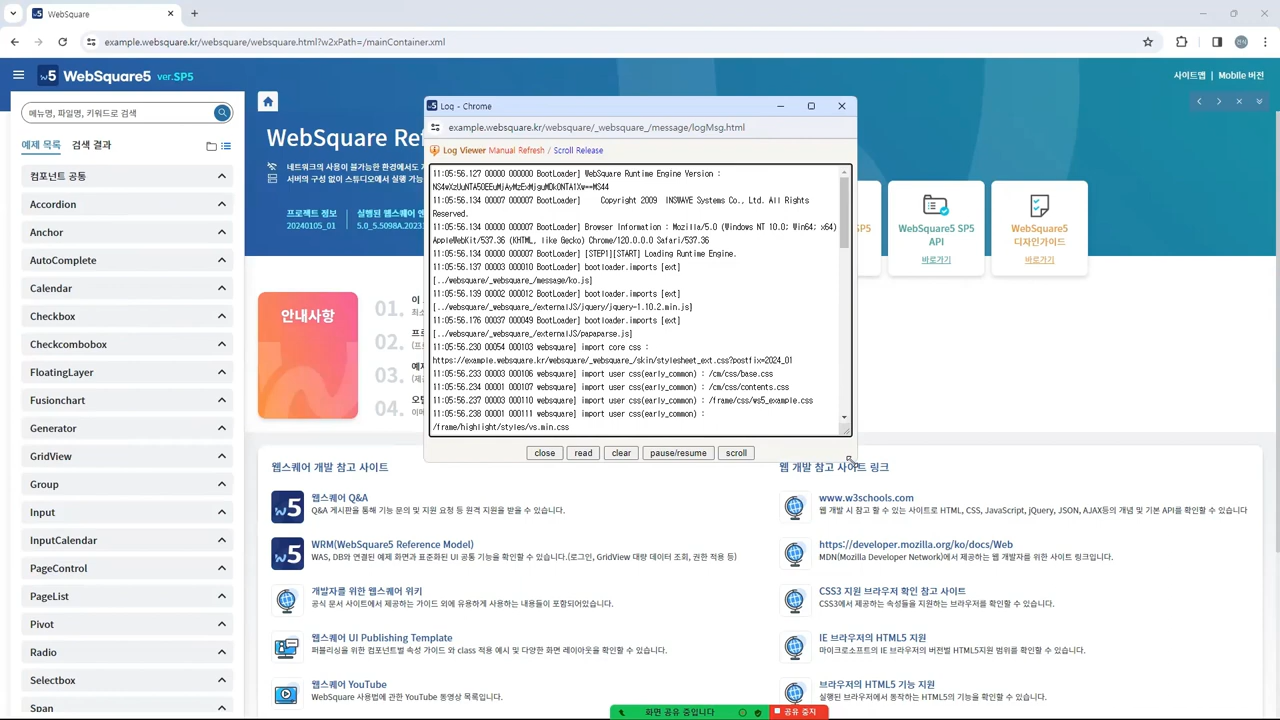 WebSquare
example.websquare.kr/websquare/websquare.html?w2xPath=/mainContainer.xml
w5 WebSquare5 ver.SP5
사이트맵 | Mobile 버전
메뉴명, 파일명, 키워드로 검색
예제 목록
검색 결과
컴포넌트 공통
Accordion
Anchor
AutoComplete
Calendar
Checkbox
Checkcombobox
FloatingLayer
Fusionchart
Generator
GridView
Group
Input
InputCalendar
PageControl
PageList
Pivot
Radio
Selectbox
Span
WebSquare Re
네트워크의 사용이 불가능한 환경에서도
서버의 구성 없이 스튜디오에서 실행 가능
프로젝트 정보
20240105_01
실행된 웹스퀘어 엔
5.0_5.5098A.2023
안내사항
01.
02.
03.
04.
Log - Chrome
example.websquare.kr/websquare/_websquare_/message/logMsg.html
Log Viewer Manual Refresh / Scroll Release
11:05:56.127 00000 000000 BootLoader] WebSquare Runtime Engine Version :
11:05:56.134 00007 000007 BootLoader] Copyright 2009 INSWAVE Systems Co., Ltd. All Rights
Reserved.
11:05:56.134 00000 000007 BootLoader] Browser Information : Mozilla/5.0 (Windows NT 10.0; Win64; x64)
AppleWebKit/537.36 (KHTML, like Gecko) Chrome/120.0.0.0 Safari/537.36
11:05:56.134 00000 000007 BootLoader] [STEP1][START] Loading Runtime Engine.
11:05:56.137 00003 000010 BootLoader] bootloader.imports [ext]
[../websquare/_websquare_/message/ko.js]
11:05:56.139 00002 000012 BootLoader] bootloader.imports [ext]
[../websquare/_websquare_/externalJS/jquery/jquery-1.10.2.min.js]
11:05:56.176 00037 000049 BootLoader] bootloader.imports [ext]
[../websquare/_websquare_/externalJS/papaparse.js]
11:05:56.230 00054 000103 websquare] import core css :
https://example.websquare.kr/websquare/_websquare_/skin/stylesheet_ext.css?postfix=2024_01
11:05:56.233 00003 000106 websquare] import user css(early_common) : /cm/css/base.css
11:05:56.234 00001 000107 websquare] import user css(early_common) : /cm/css/contents.css
11:05:56.237 00003 000110 websquare] import user css(early_common) : /frame/css/ws5_example.css
11:05:56.238 00001 000111 websquare] import user css(early_common) :
/frame/highlight/styles/vs.min.css
close
read
clear
pause/resume
scroll
SP5
WebSquare5 SP5
API
바로가기
WebSquare5
디자인가이드
바로가기
웹스퀘어 개발 참고 사이트
w5
웹스퀘어 Q&A
Q&A 게시판을 통해 기능 문의 및 지원 요청 등 원격 지원을 받을 수 있습니다.
w5
WRM(WebSquare5 Reference Model)
WAS, DB와 연결된 예제 화면과 표준화된 UI 공통 기능을 확인할 수 있습니다.(로그인, GridView 대량 데이터 조회, 권한 적용 등)
개발자를 위한 웹스퀘어 위키
공식 문서 사이트에서 제공하는 가이드 외에 유용하게 사용하는 내용들이 포함되어있습니다.
웹스퀘어 UI Publishing Template
퍼블리싱을 위한 컴포넌트별 속성 가이드 와 class 적용 예시 및 다양한 화면 레이아웃을 확인할 수 있습니다.
웹스퀘어 YouTube
WebSquare 사용법에 관한 YouTube 동영상 목록입니다.
웹 개발 참고 사이트 링크
www.w3schools.com
웹 개발 시 참고 할 수 있는 사이트로 HTML, CSS, JavaScript, jQuery, JSON, AJAX등의 개념 및 기본 API를 확인할 수 있습니다
https://developer.mozilla.org/ko/docs/Web
MDN(Mozilla Developer Network)에서 제공하는 웹 개발자를 위한 사이트 링크입니다.
CSS3 지원 브라우저 확인 참고 사이트
CSS3에서 제공하는 속성들을 지원하는 브라우저를 확인할 수 있습니다.
IE 브라우저의 HTML5 지원
마이크로소프트의 IE 브라우저의 버전별 HTML5지원 범위를 확인할 수 있습니다.
브라우저의 HTML5 기능 지원
실행된 브라우저에서 동작하는 HTML5의 기능을 확인할 수 있습니다.
화면 공유 중입니다
공유 중지